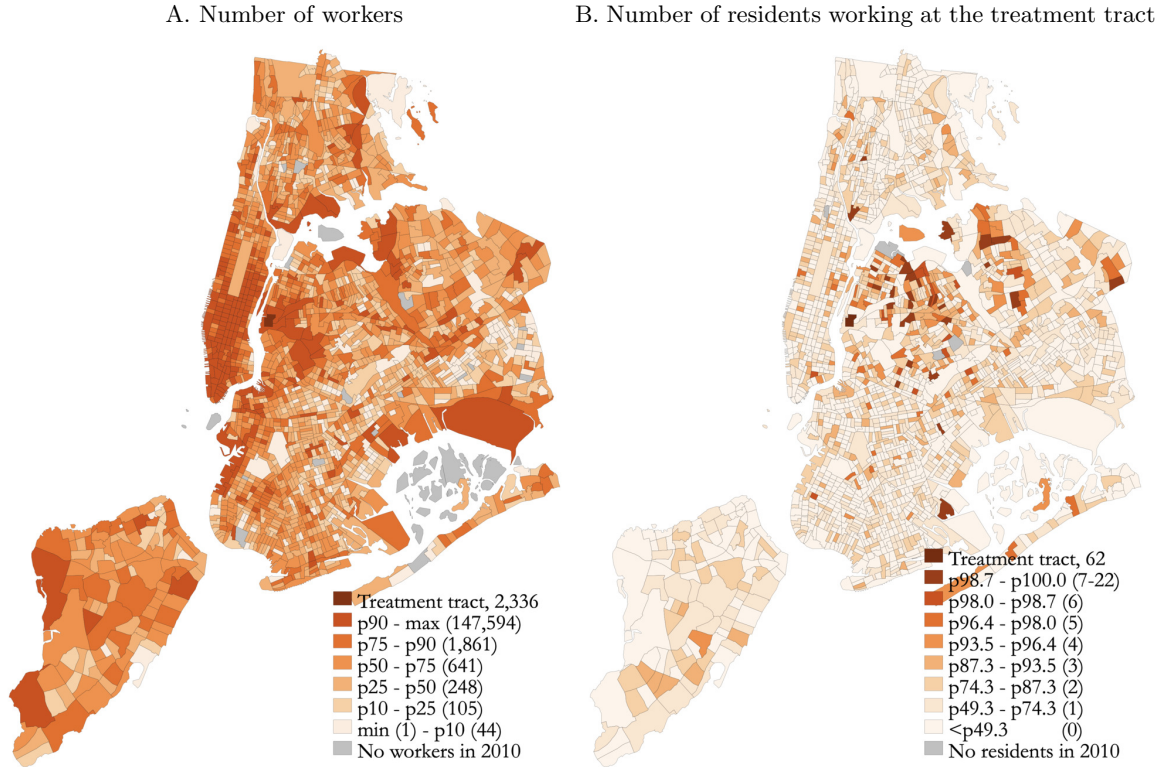 A. Number of workers
B. Number of residents working at the treatment tract
Treatment tract, 2,336
p90 - max (147,594)
p75 - p90 (1,861)
p50 - p75 (641)
p25 - p50 (248)
p10 - p25 (105)
min (1) - p10 (44)
No workers in 2010
Treatment tract, 62
p98.7 - p100.0 (7-22)
p98.0 - p98.7 (6)
p96.4 - p98.0 (5)
p93.5 - p96.4 (4)
p87.3 - p93.5 (3)
p74.3 - p87.3 (2)
p49.3 - p74.3 (1)
<p49.3 (0)
No residents in 2010